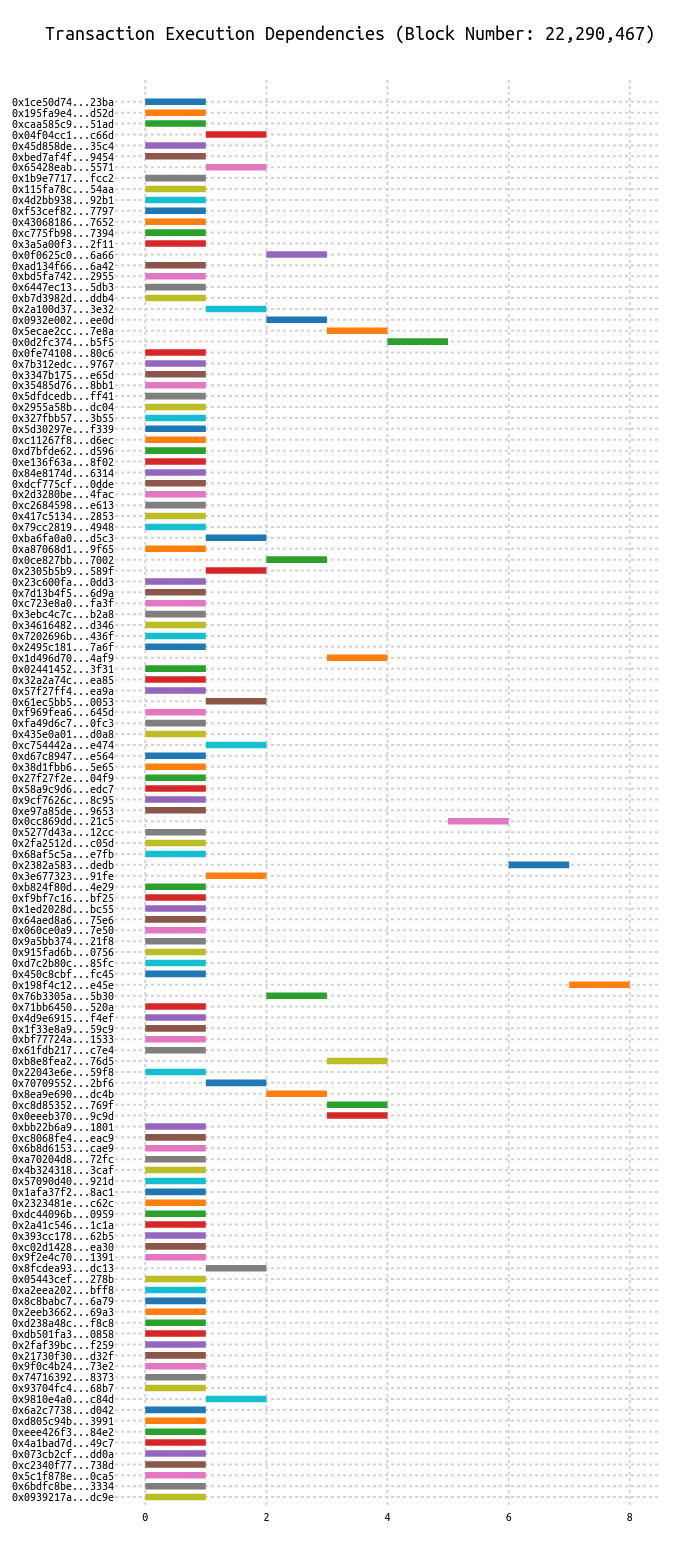 Transaction Execution Dependencies (Block Number: 22,290,467)
0x1ce50d74...23ba
0x195fa9e4...d52d
0xcaa585c9...51ad
0x04f04cc1...c66d
0x45d858de...35c4
0xbed7af4f...9454
0x65428eab...5571
0x1b9e7717...fcc2
0x115fa78c...54aa
0x4d2bb938...92b1
0xf53cef82...7797
0x43068186...7652
0xc775fb98...7394
0x3a5a00f3...2f11
0x0f0625c0...6a66
0xad134f66...6a42
0xbd5fa742...2955
0x6447ec13...5db3
0xb7d3982d...ddb4
0x2a100d37...3e32
0x0932e002...ee0d
0x5ecae2cc...7e8a
0x0d2fc374...b5f5
0x0fe74108...80c6
0x7b312edc...9767
0x3347b175...e65d
0x35485d76...8bb1
0x5dfdcedb...ff41
0x2955a58b...dc04
0x327fbb57...3b55
0x5d30297e...f339
0xc11267f8...d6ec
0xd7bfde62...d596
0xe136f63a...8f02
0x84e8174d...6314
0xdcf775cf...0dde
0x2d3280be...4fac
0xc2684598...e613
0x417c5134...2853
0x79cc2819...4948
0xba6fa0a0...d5c3
0xa87068d1...9f65
0x0ce827bb...7002
0x2305b5b9...589f
0x23c600fa...0dd3
0x7d13b4f5...6d9a
0xc723e8a0...fa3f
0x3ebc4c7c...b2a8
0x34616482...d346
0x7202696b...436f
0x2495c181...7a6f
0x1d496d70...4af9
0x02441452...3f31
0x32a2a74c...ea85
0x57f27ff4...ea9a
0x61ec5bb5...0053
0xf969fea6...645d
0xfa49d6c7...0fc3
0x435e0a01...d0a8
0xc754442a...e474
0xd67c8947...e564
0x38d1fbb6...5e65
0x27f27f2e...04f9
0x58a9c9d6...edc7
0x9cf7626c...8c95
0xe97a85de...9653
0x0cc869dd...21c5
0x5277d43a...12cc
0x2fa2512d...c05d
0x68af5c5a...e7fb
0x2382a583...dedb
0x3e677323...91fe
0xb824f80d...4e29
0xf9bf7c16...bf25
0x1ed2028d...bc55
0x64aed8a6...75e6
0x060ce0a9...7e50
0x9a5bb374...21f8
0x915fad6b...0756
0xd7c2b80c...85fc
0x450c8cbf...fc45
0x198f4c12...e45e
0x76b3305a...5b30
0x71bb6450...520a
0x4d9e6915...f4ef
0x1f33e8a9...59c9
0xbf77724a...1533
0x61fdb217...c7e4
0xb8e8fea2...76d5
0x22043e6e...59f8
0x70709552...2bf6
0x8ea9e690...dc4b
0xc8d85352...769f
0x0eeeb370...9c9d
0xbb22b6a9...1801
0xc8068fe4...eac9
0x6b8d6153...cae9
0xa70204d8...72fc
0x4b324318...3caf
0x57090d40...921d
0x1afa37f2...8ac1
0x2323481e...c62c
0xdc44096b...0959
0x2a41c546...1c1a
0x393cc178...62b5
0xc02d1428...ea30
0x9f2e4c70...1391
0x8fcdea93...dc13
0x05443cef...278b
0xa2eea202...bff8
0x8c8babc7...6a79
0x2eeb3662...69a3
0xd238a48c...f8c8
0xdb501fa3...0858
0x2faf39bc...f259
0x21730f30...d32f
0x9f0c4b24...73e2
0x74716392...8373
0x93704fc4...68b7
0x9810e4a0...c84d
0x6a2c7738...d042
0xd805c94b...3991
0xeee426f3...84e2
0x4a1bad7d...49c7
0x073cb2cf...dd0a
0xc2340f77...738d
0x5c1f878e...0ca5
0x6bdfc8be...3334
0x0939217a...dc9e
0 2 4 6 8